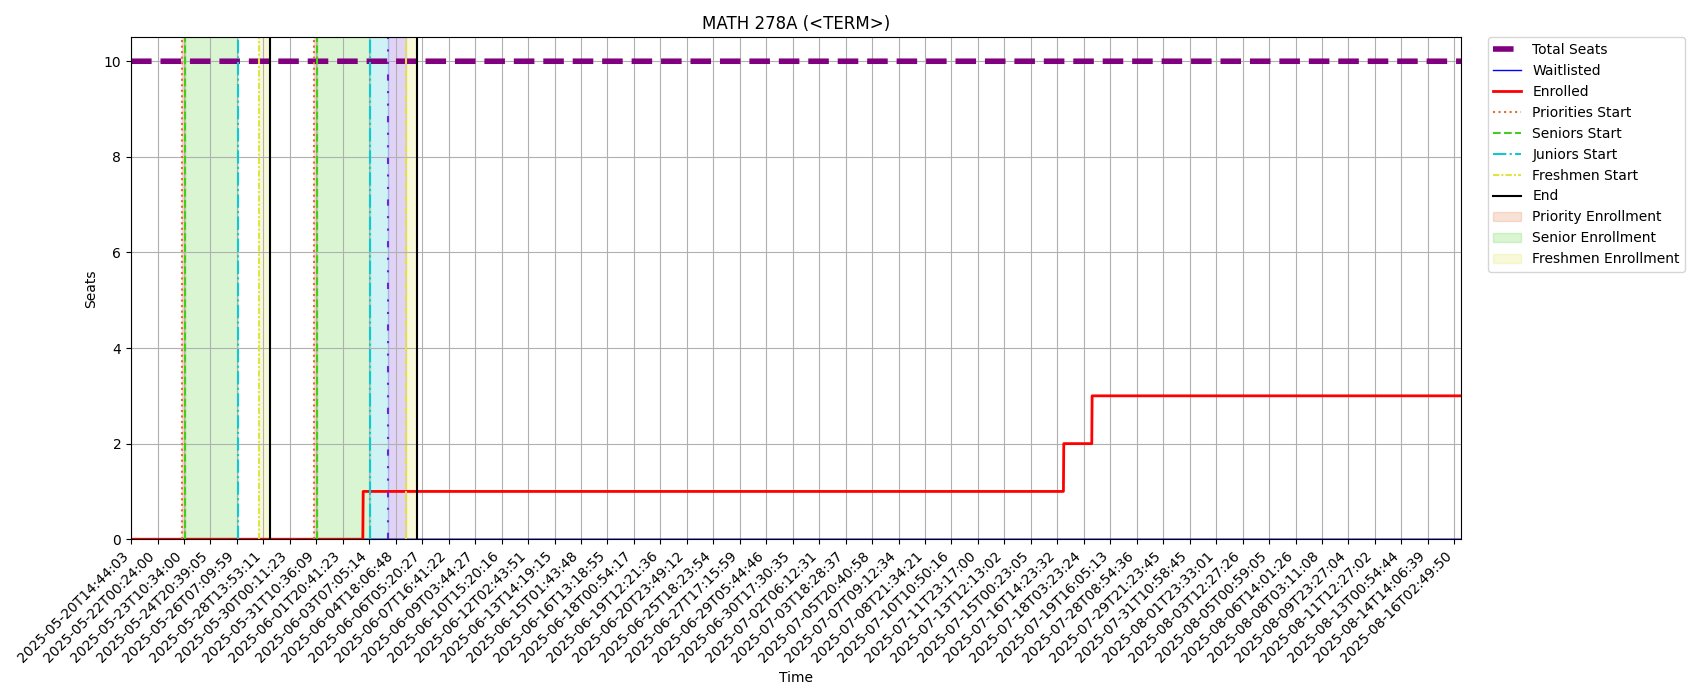 MATH 278A (<TERM>)
Seats
10
8
6
4
2
0
2025-05-20T14:44:03
2025-05-22T00:24:00
2025-05-23T10:34:00
2025-05-24T20:39:05
2025-05-26T07:09:59
2025-05-28T13:53:11
2025-05-30T00:11:23
2025-05-31T10:36:09
2025-06-01T20:41:23
2025-06-03T07:05:14
2025-06-04T18:06:48
2025-06-06T05:20:27
2025-06-07T16:41:22
2025-06-09T03:44:27
2025-06-10T15:20:16
2025-06-12T02:43:51
2025-06-13T14:19:15
2025-06-15T01:43:48
2025-06-16T13:18:55
2025-06-18T00:54:17
2025-06-19T12:21:36
2025-06-20T23:49:12
2025-06-25T18:23:54
2025-06-27T17:15:59
2025-06-29T05:44:46
2025-06-30T17:30:35
2025-07-02T06:12:31
2025-07-03T18:28:37
2025-07-05T20:40:58
2025-07-07T09:12:34
2025-07-08T21:34:21
2025-07-10T10:50:16
2025-07-11T23:17:00
2025-07-13T12:13:02
2025-07-15T00:23:05
2025-07-16T14:23:32
2025-07-18T03:23:24
2025-07-19T16:05:13
2025-07-28T08:54:36
2025-07-29T21:23:45
2025-07-31T10:58:45
2025-08-01T23:33:01
2025-08-03T12:27:26
2025-08-05T00:59:05
2025-08-06T14:01:26
2025-08-08T03:11:08
2025-08-09T23:27:04
2025-08-11T12:27:02
2025-08-13T00:54:44
2025-08-14T14:06:39
2025-08-16T02:49:50
Time
Total Seats
Waitlisted
Enrolled
Priorities Start
Seniors Start
Juniors Start
Freshmen Start
End
Priority Enrollment
Senior Enrollment
Freshmen Enrollment